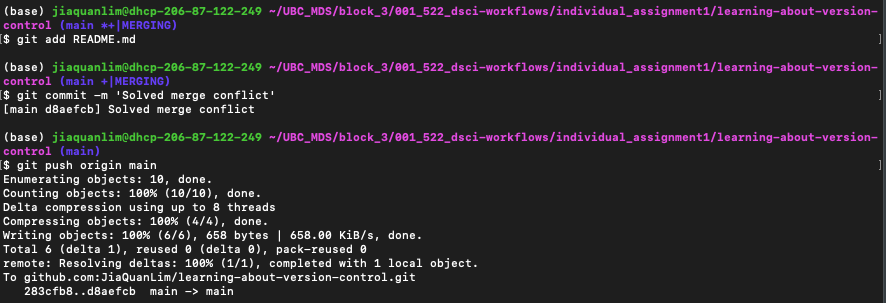 (base) jiaquanlim@dhcp-206-87-122-249 ~/UBC_MDS/block_3/001_522_dsci-workflows/individual_assignment1/learning-about-version-
control (main *+|MERGING)
[$ git add README.md ]
(base) jiaquanlim@dhcp-206-87-122-249 ~/UBC_MDS/block_3/001_522_dsci-workflows/individual_assignment1/learning-about-version-
control (main +|MERGING)
[$ git commit -m 'Solved merge conflict' ]
[main d8aefcb] Solved merge conflict
(base) jiaquanlim@dhcp-206-87-122-249 ~/UBC_MDS/block_3/001_522_dsci-workflows/individual_assignment1/learning-about-version-
control (main)
[$ git push origin main ]
Enumerating objects: 10, done.
Counting objects: 100% (10/10), done.
Delta compression using up to 8 threads
Compressing objects: 100% (4/4), done.
Writing objects: 100% (6/6), 658 bytes | 658.00 KiB/s, done.
Total 6 (delta 1), reused 0 (delta 0), pack-reused 0
remote: Resolving deltas: 100% (1/1), completed with 1 local object.
To github.com:JiaQuanLim/learning-about-version-control.git
   283cfb8..d8aefcb  main -> main